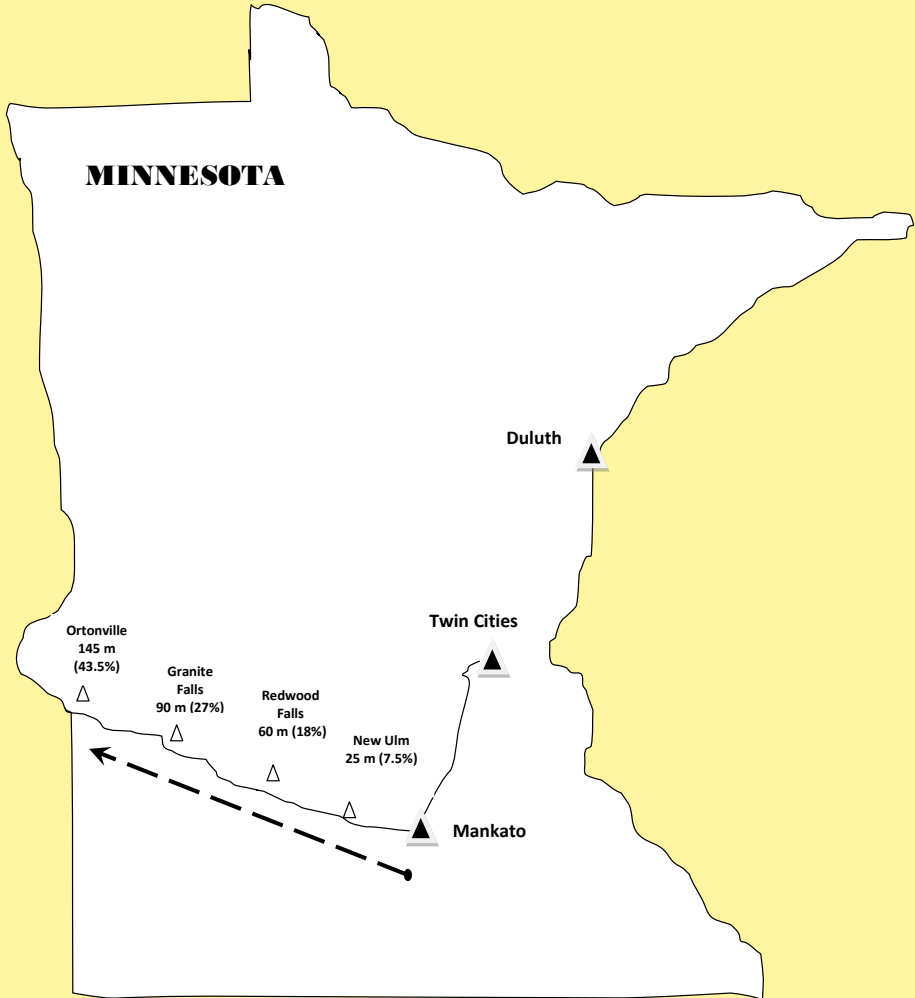 MINNESOTA
Duluth
Twin Cities
Ortonville
145 m
(43.5%)
Granite
Falls
90 m (27%)
Redwood
Falls
60 m (18%)
New Ulm
25 m (7.5%)
Mankato